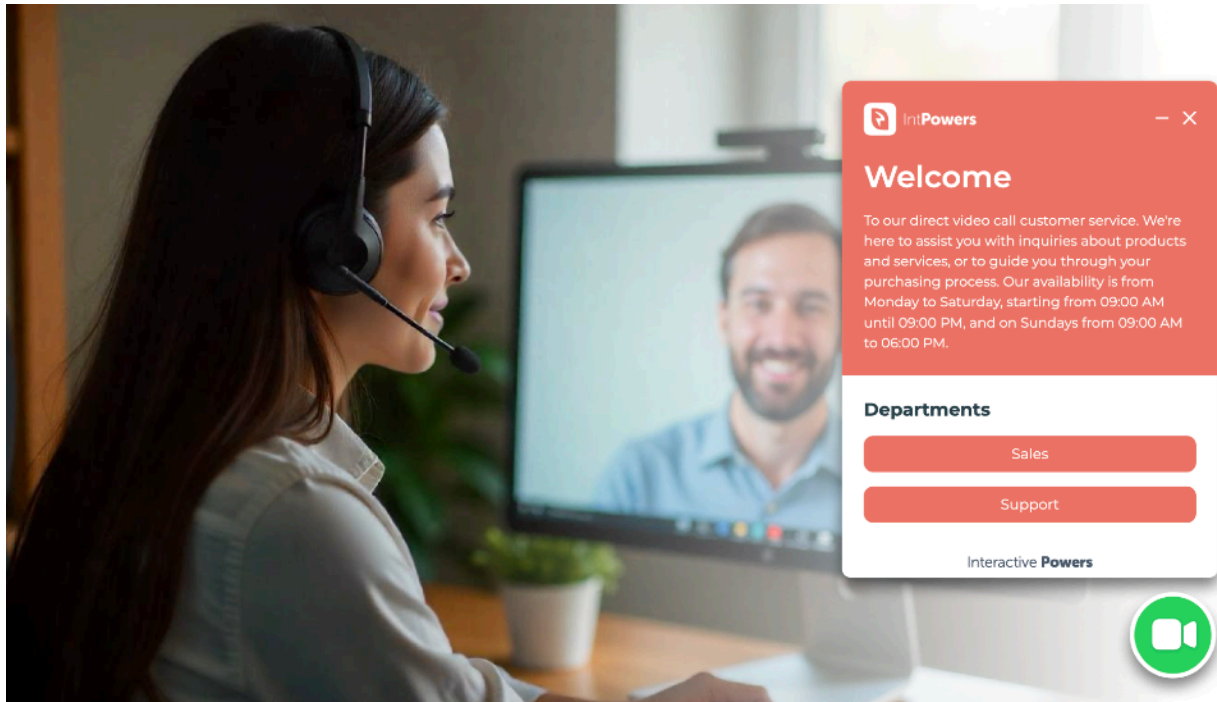 IntPowers
Welcome
To our direct video call customer service. We're
here to assist you with inquiries about products
and services, or to guide you through your
purchasing process. Our availability is from
Monday to Saturday, starting from 09:00 AM
until 09:00 PM, and on Sundays from 09:00 AM
to 06:00 PM.
Departments
Sales
Support
Interactive Powers